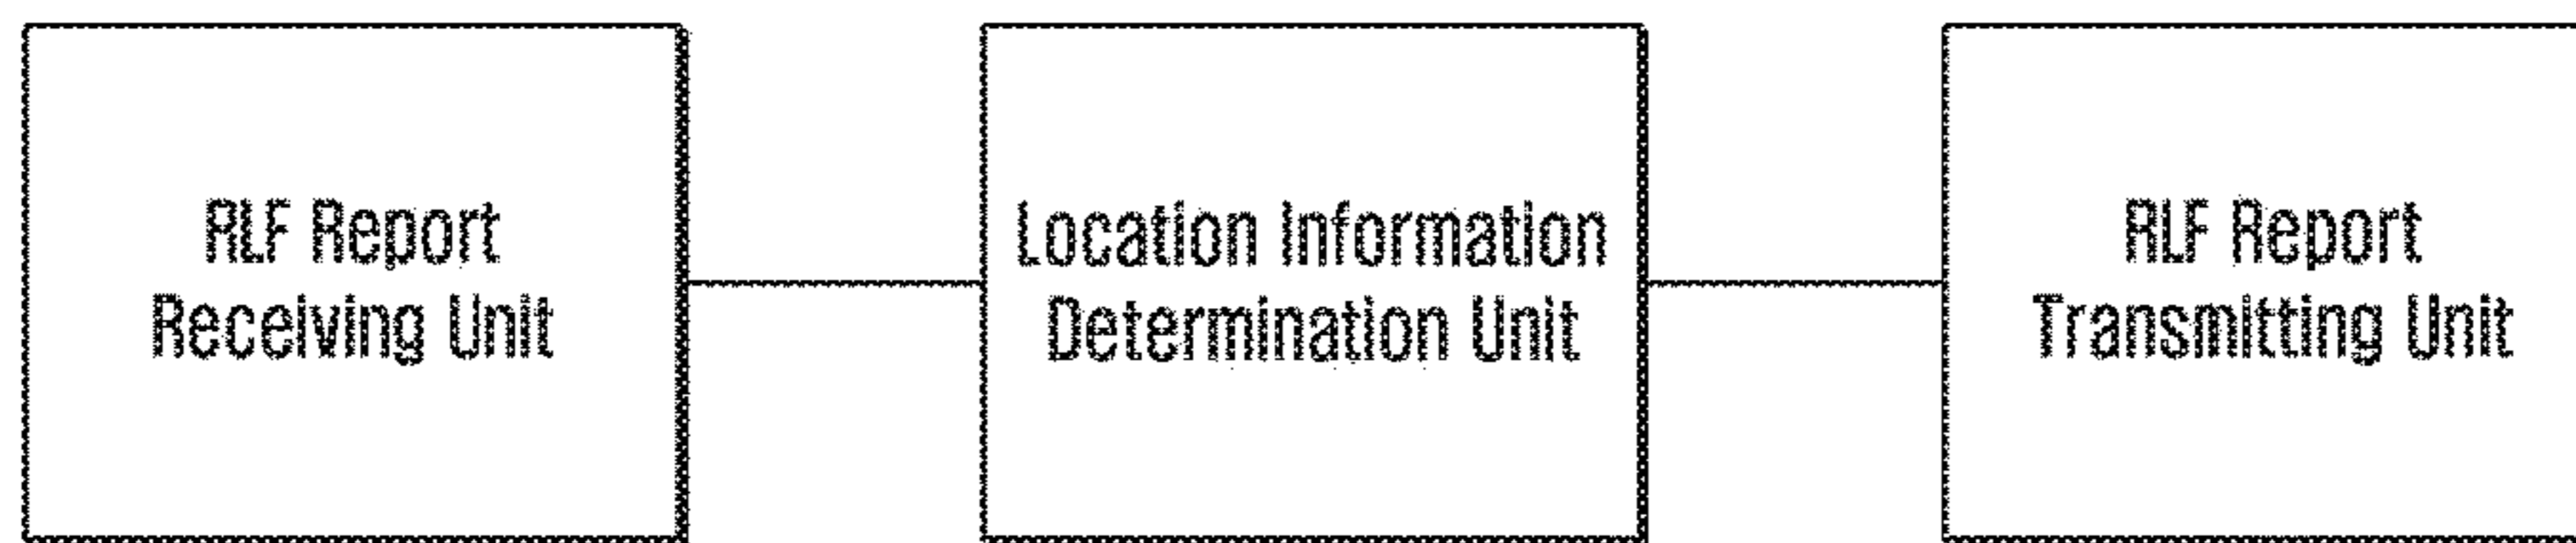 RLF Report
Receiving Unit
Location Information
Determination Unit
RLF Report
Transmitting Unit